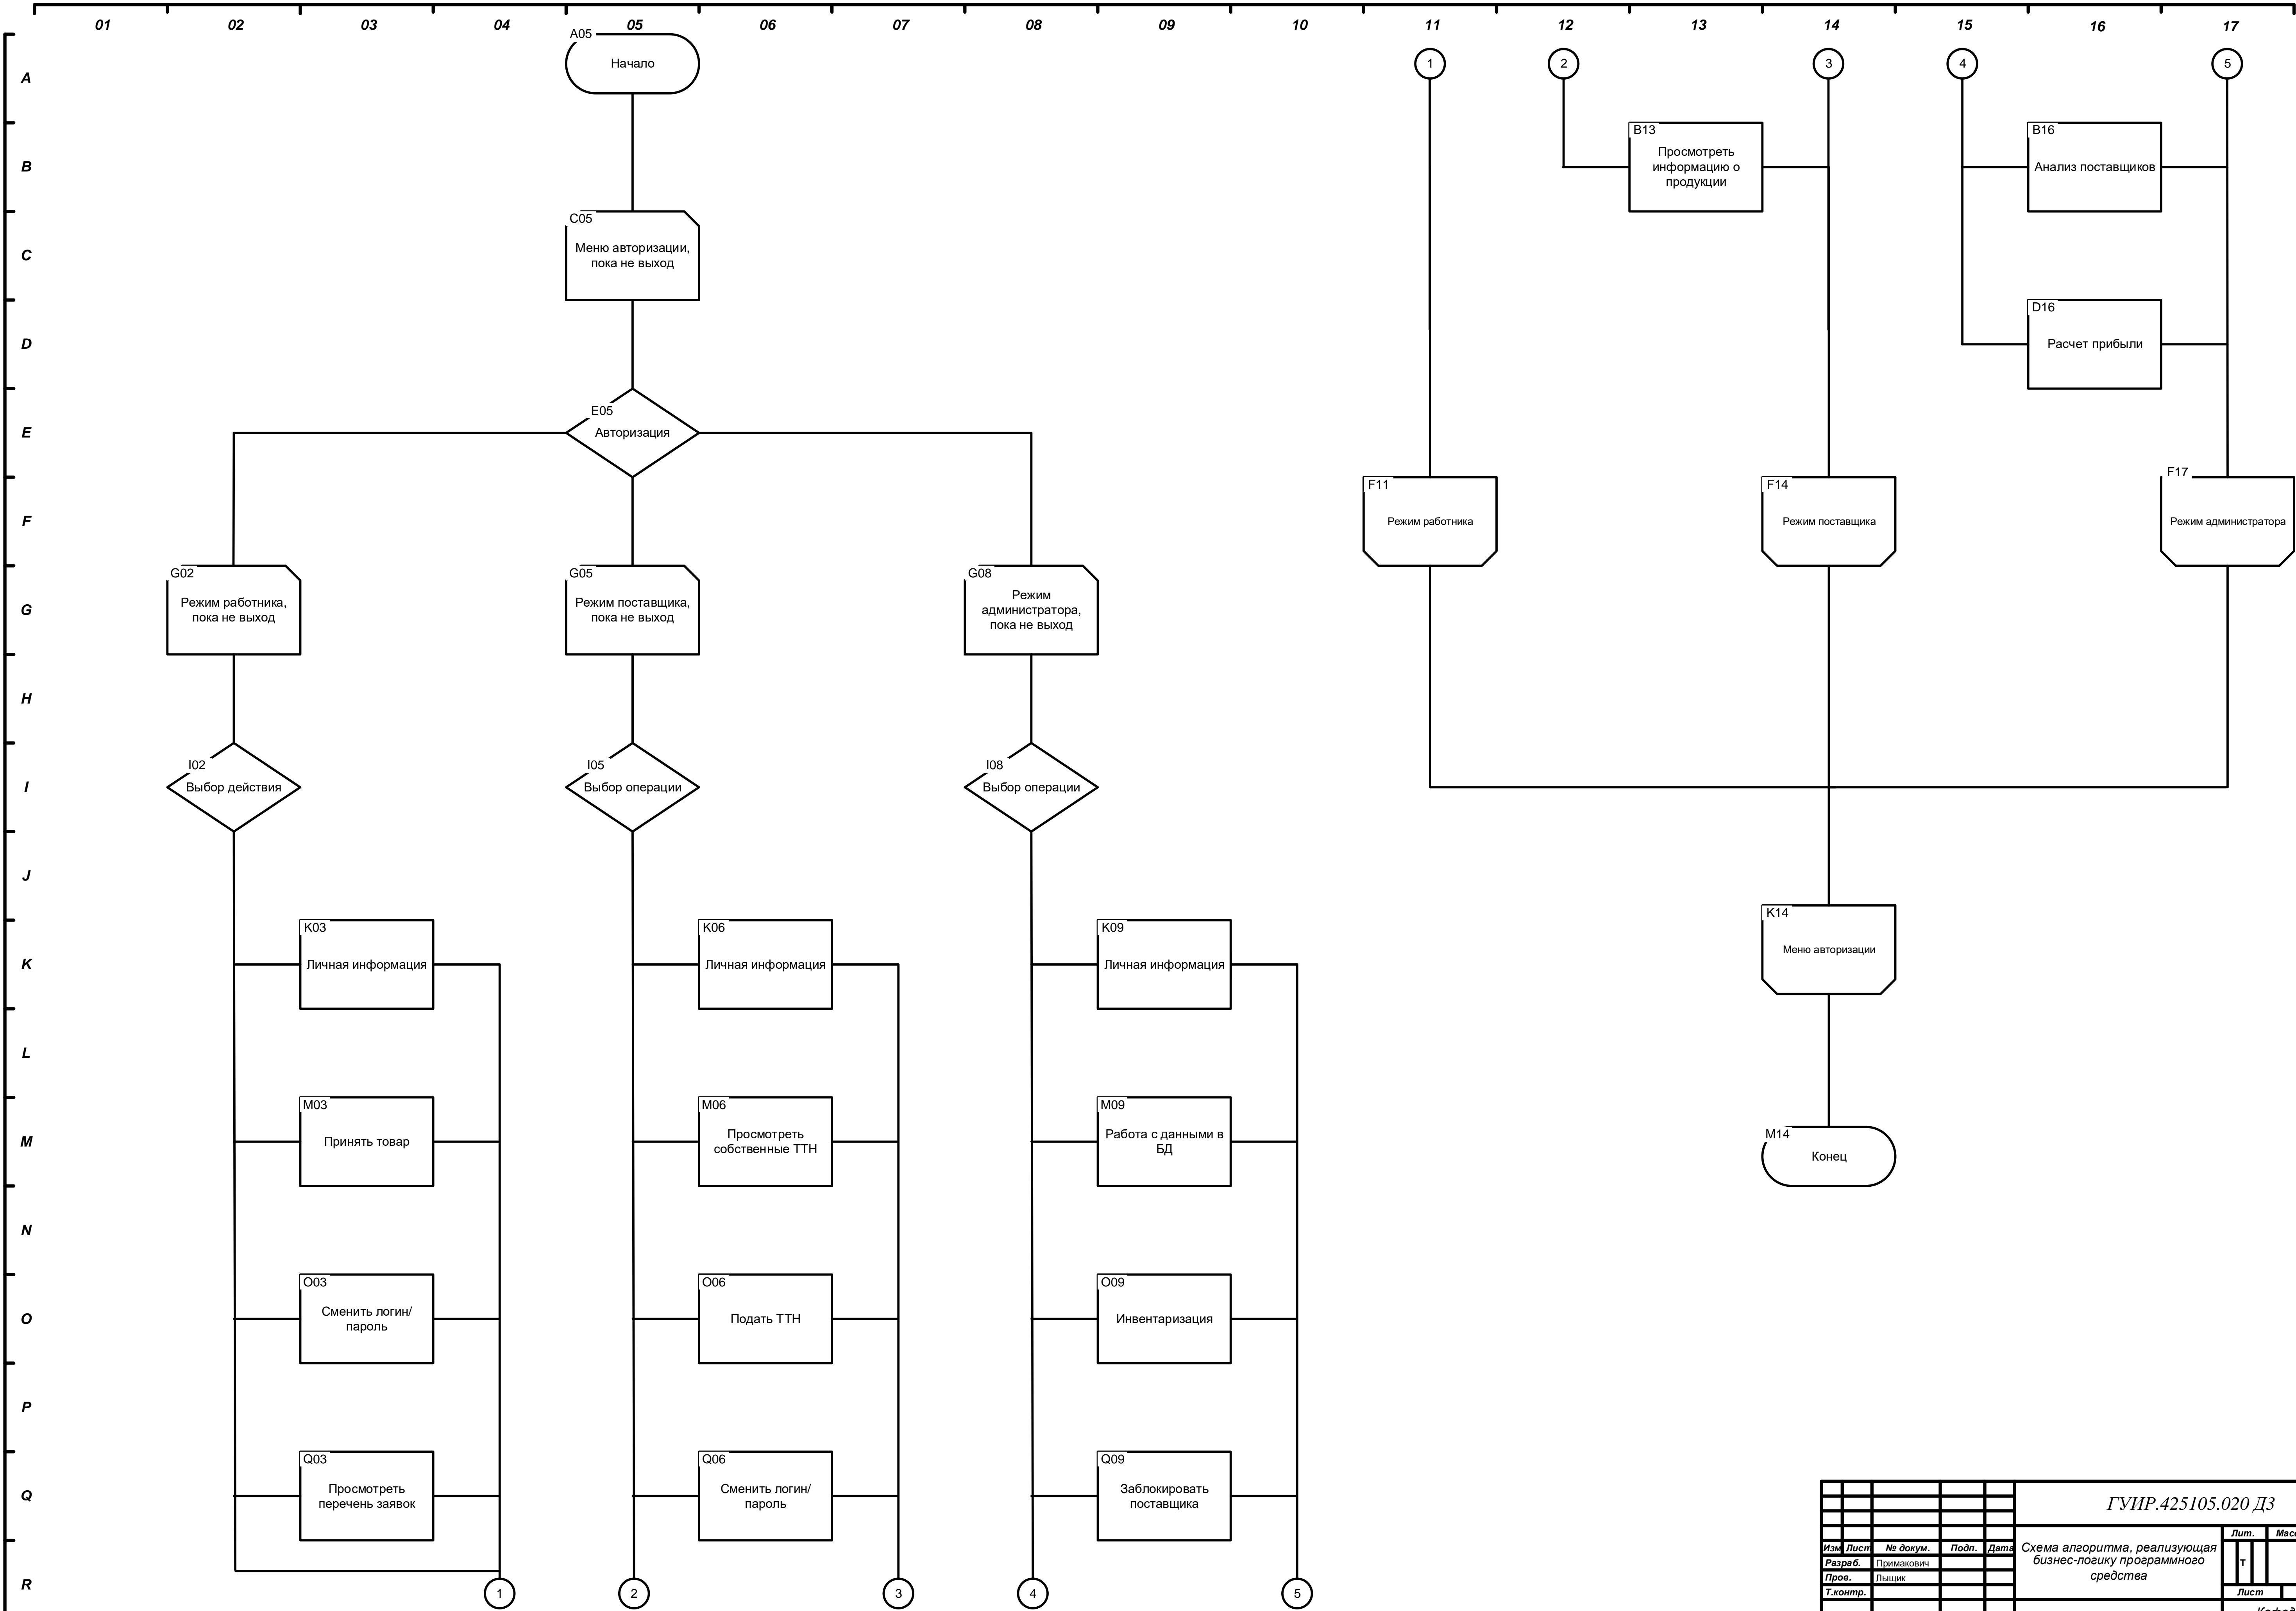 01 02 03 04 05 06 07 08 09 10 11 12 13 14 15 16 17
A
B
C
D
E
F
G
H
I
J
K
L
M
N
O
P
Q
R
A05
Начало
C05
Меню авторизации,
пока не выход
E05
Авторизация
G02
Режим работника,
пока не выход
G05
Режим поставщика,
пока не выход
G08
Режим
администратора,
пока не выход
I02
Выбор действия
I05
Выбор операции
I08
Выбор операции
K03
Личная информация
K06
Личная информация
K09
Личная информация
M03
Принять товар
M06
Просмотреть
собственные ТТН
M09
Работа с данными в
БД
O03
Сменить логин/
пароль
O06
Подать ТТН
O09
Инвентаризация
Q03
Просмотреть
перечень заявок
Q06
Сменить логин/
пароль
Q09
Заблокировать
поставщика
1
2
3
4
5
1
2
3
4
5
B13
Просмотреть
информацию о
продукции
B16
Анализ поставщиков
D16
Расчет прибыли
F11
Режим работника
F14
Режим поставщика
F17
Режим администратора
K14
Меню авторизации
M14
Конец
ГУИР.425105.020 Д3
Схема алгоритма, реализующая
бизнес-логику программного
средства
Изм Лист № докум. Подп. Дата
Разраб. Примакович
Пров. Лыщик
Т.контр.
Лит.
Т
Лист